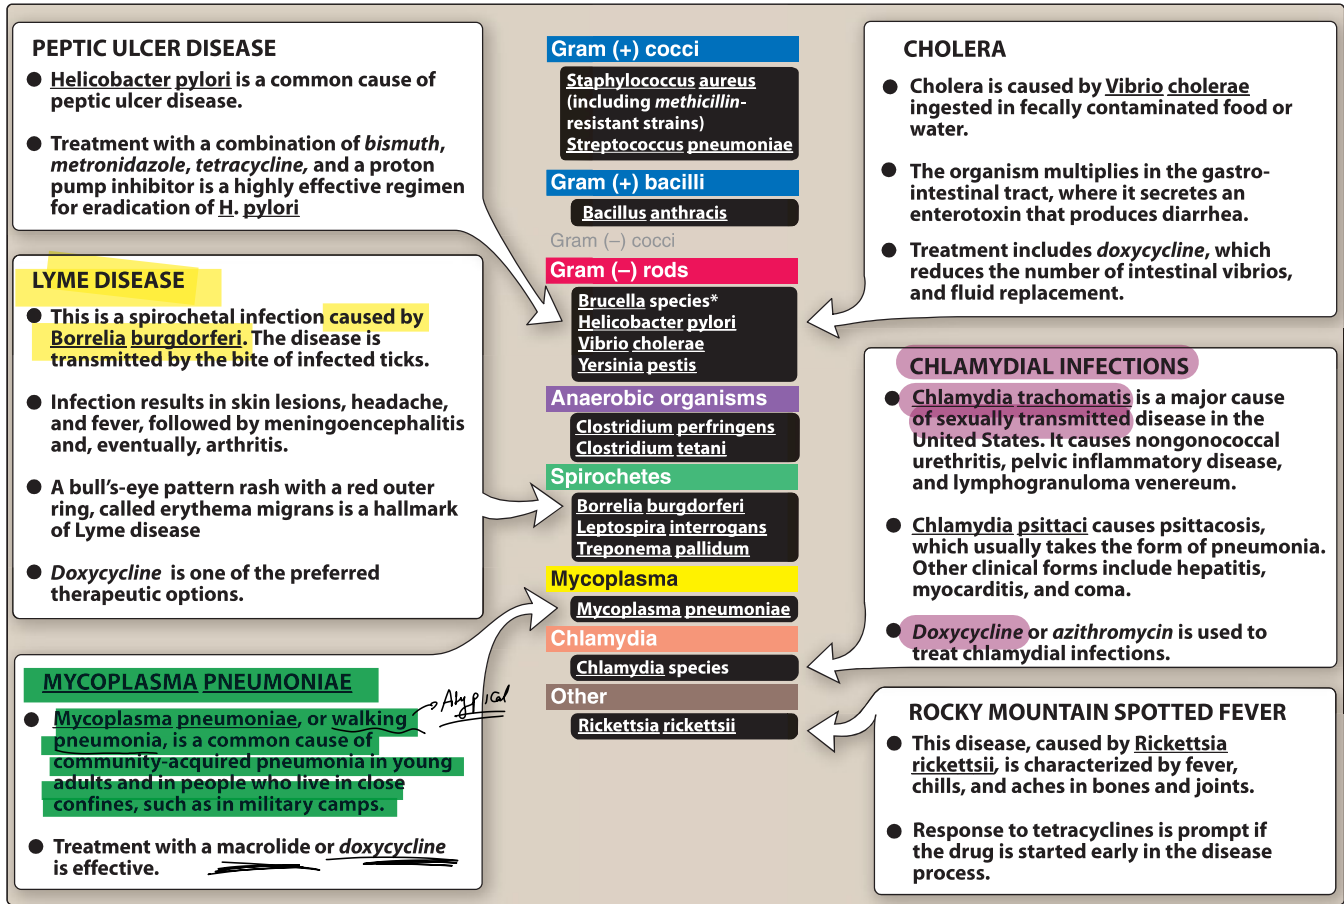 PEPTIC ULCER DISEASE
● Helicobacter pylori is a common cause of
peptic ulcer disease.
● Treatment with a combination of bismuth,
metronidazole, tetracycline, and a proton
pump inhibitor is a highly effective regimen
for eradication of H. pylori
LYME DISEASE
● This is a spirochetal infection caused by
Borrelia burgdorferi. The disease is
transmitted by the bite of infected ticks.
● Infection results in skin lesions, headache,
and fever, followed by meningoencephalitis
and, eventually, arthritis.
● A bull's-eye pattern rash with a red outer
ring, called erythema migrans is a hallmark
of Lyme disease
● Doxycycline is one of the preferred
therapeutic options.
MYCOPLASMA PNEUMONIAE
● Mycoplasma pneumoniae, or walking
pneumonia, is a common cause of
community-acquired pneumonia in young
adults and in people who live in close
confines, such as in military camps.
Atypical
● Treatment with a macrolide or doxycycline
is effective.
Gram (+) cocci
Staphylococcus aureus
(including methicillin-
resistant strains)
Streptococcus pneumoniae
Gram (+) bacilli
Bacillus anthracis
Gram (–) cocci
Gram (–) rods
Brucella species*
Helicobacter pylori
Vibrio cholerae
Yersinia pestis
Anaerobic organisms
Clostridium perfringens
Clostridium tetani
Spirochetes
Borrelia burgdorferi
Leptospira interrogans
Treponema pallidum
Mycoplasma
Mycoplasma pneumoniae
Chlamydia
Chlamydia species
Other
Rickettsia rickettsii
CHOLERA
● Cholera is caused by Vibrio cholerae
ingested in fecally contaminated food or
water.
● The organism multiplies in the gastro-
intestinal tract, where it secretes an
enterotoxin that produces diarrhea.
● Treatment includes doxycycline, which
reduces the number of intestinal vibrios,
and fluid replacement.
CHLAMYDIAL INFECTIONS
● Chlamydia trachomatis is a major cause
of sexually transmitted disease in the
United States. It causes nongonococcal
urethritis, pelvic inflammatory disease,
and lymphogranuloma venereum.
● Chlamydia psittaci causes psittacosis,
which usually takes the form of pneumonia.
Other clinical forms include hepatitis,
myocarditis, and coma.
● Doxycycline or azithromycin is used to
treat chlamydial infections.
ROCKY MOUNTAIN SPOTTED FEVER
● This disease, caused by Rickettsia
rickettsii, is characterized by fever,
chills, and aches in bones and joints.
● Response to tetracyclines is prompt if
the drug is started early in the disease
process.